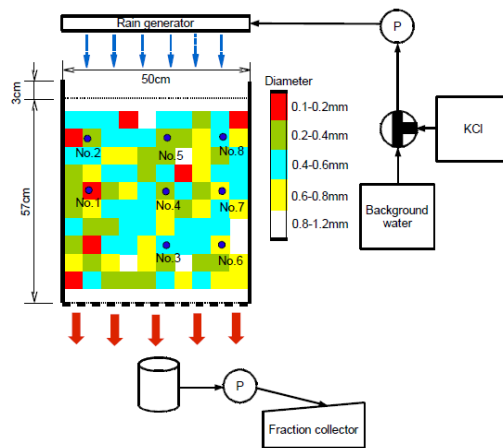 Rain generator
P
50cm
3cm
Diameter
0.1-0.2mm
KCl
No.2
No.5
No.8
0.2-0.4mm
57cm
0.4-0.6mm
No.1
No.4
No.7
0.6-0.8mm
Background
water
0.8-1.2mm
No.3
No.6
P
Fraction collector